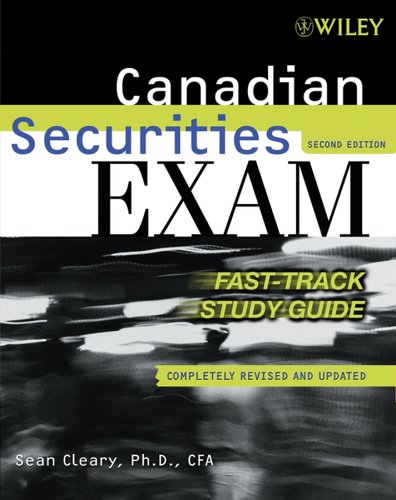 WILEY
Canadian
Securities
SECOND EDITION
EXAM
FAST-TRACK
STUDY GUIDE
COMPLETELY REVISED AND UPDATED
Sean Cleary, Ph.D., CFA